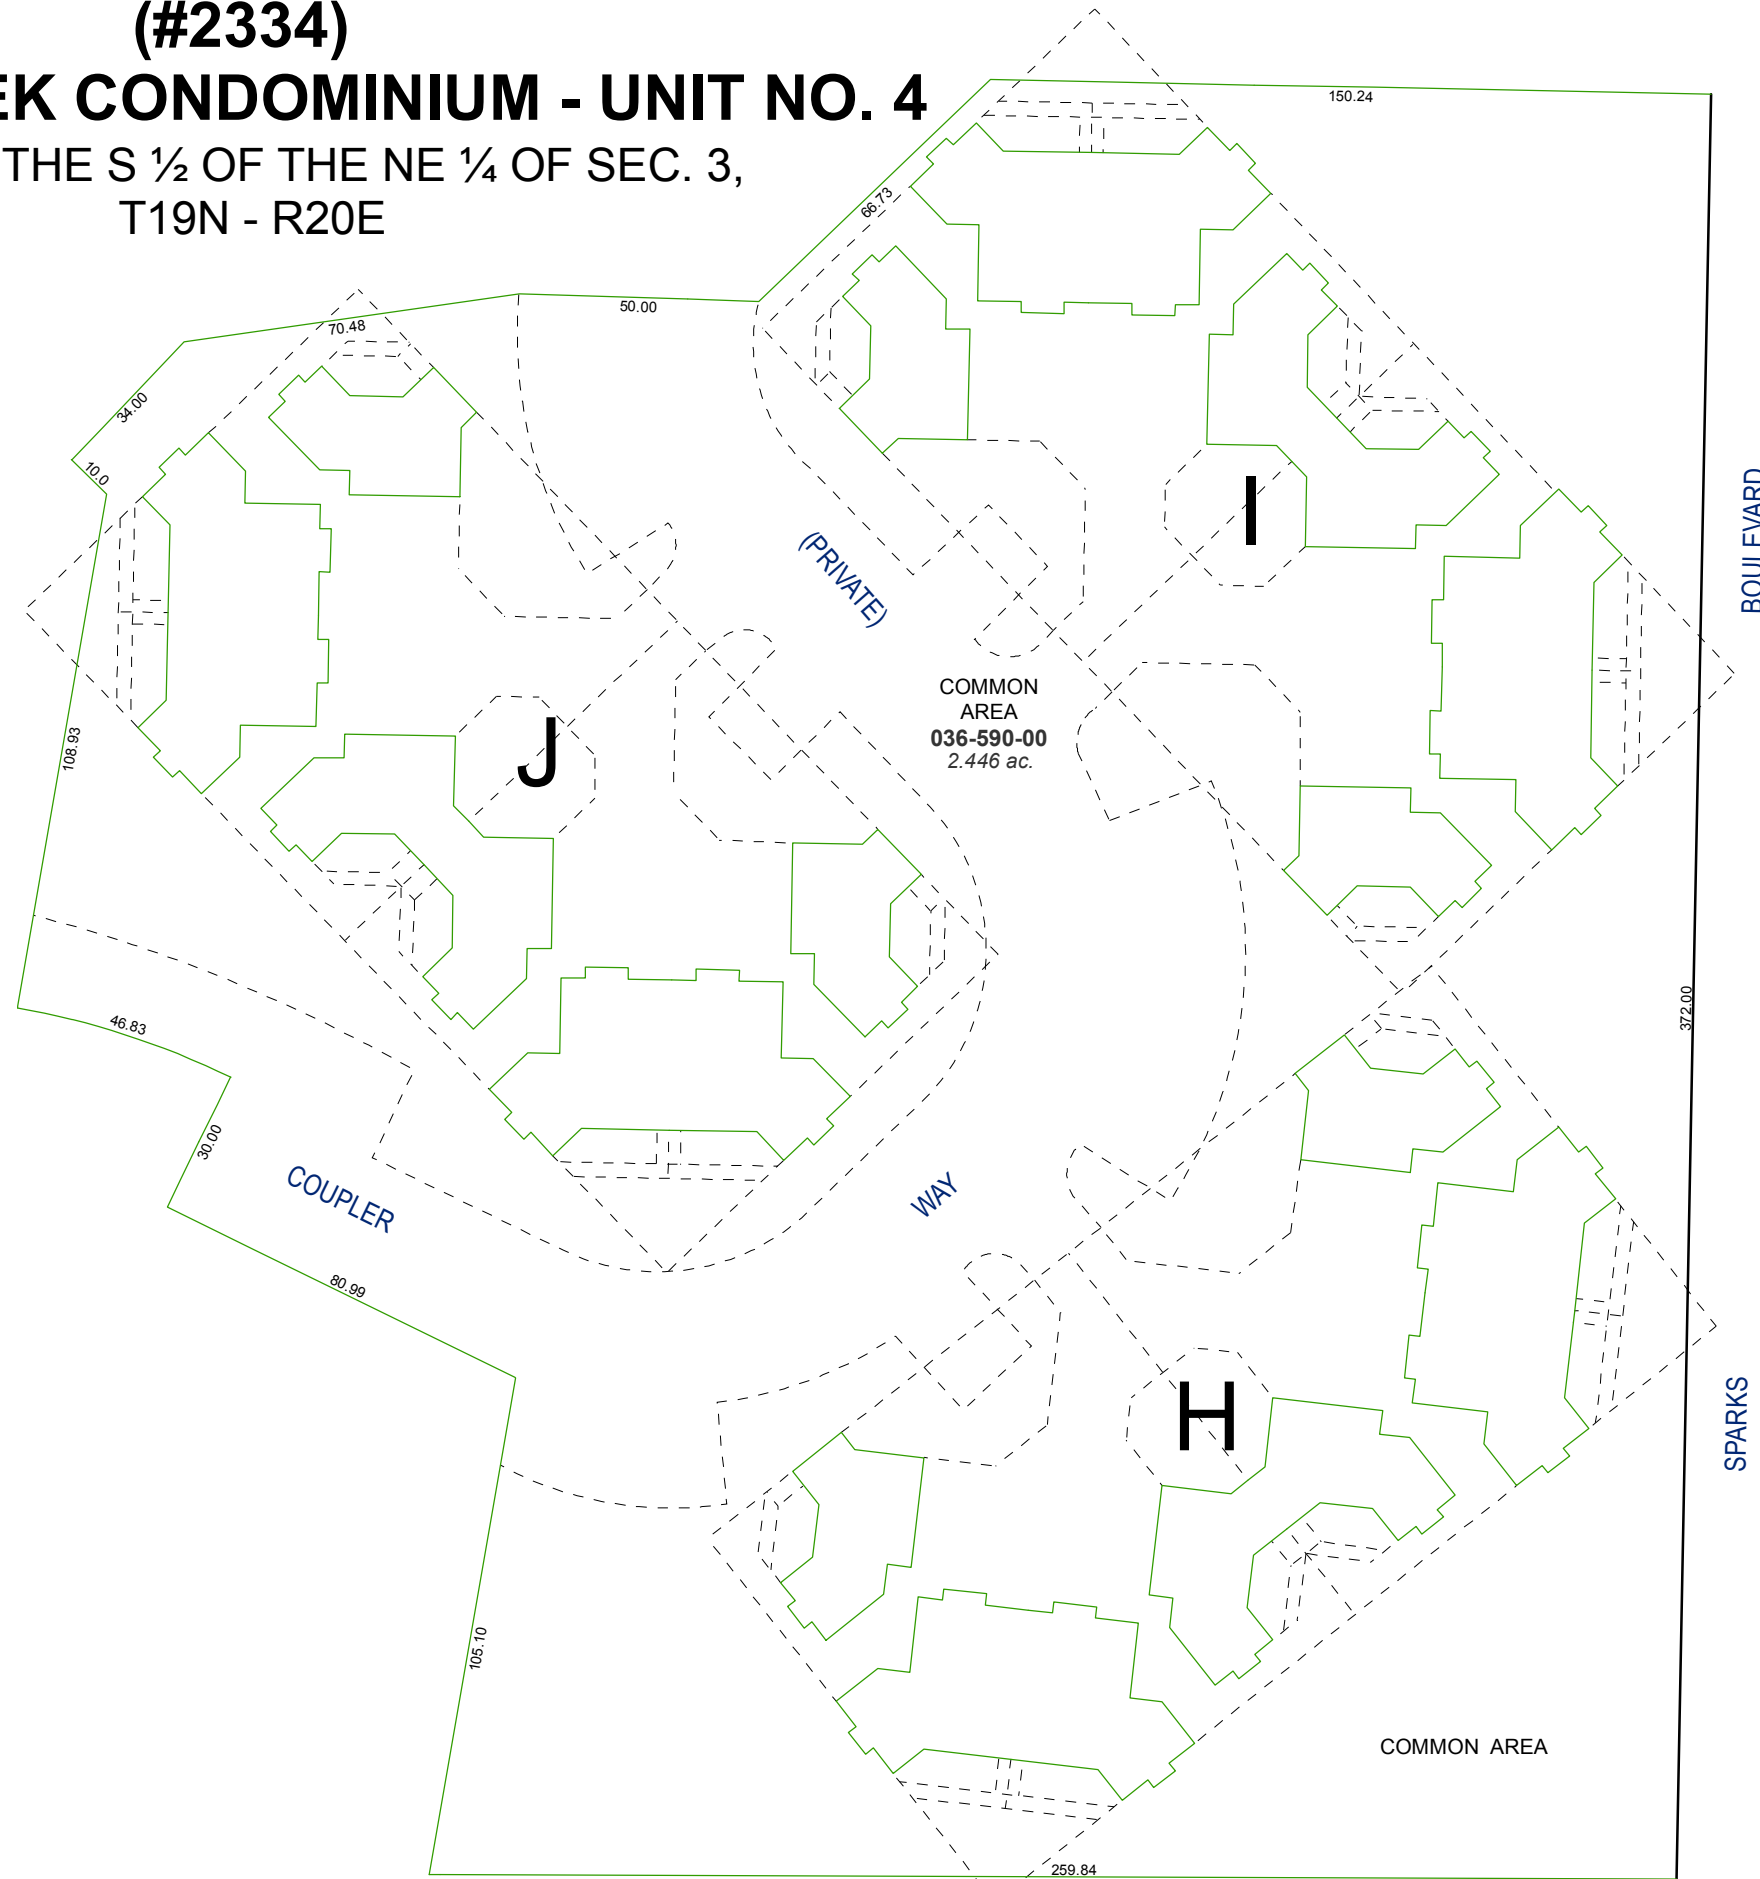 (#2334)
EK CONDOMINIUM - UNIT NO. 4
THE S ½ OF THE NE ¼ OF SEC. 3,
T19N - R20E
150.24
66.73
50.00
70.48
34.00
10.0
BOULEVARD
I
(PRIVATE)
COMMON
AREA
036-590-00
2.446 ac.
J
108.93
372.00
46.83
30.00
COUPLER
WAY
80.99
H
SPARKS
105.10
COMMON AREA
259.84